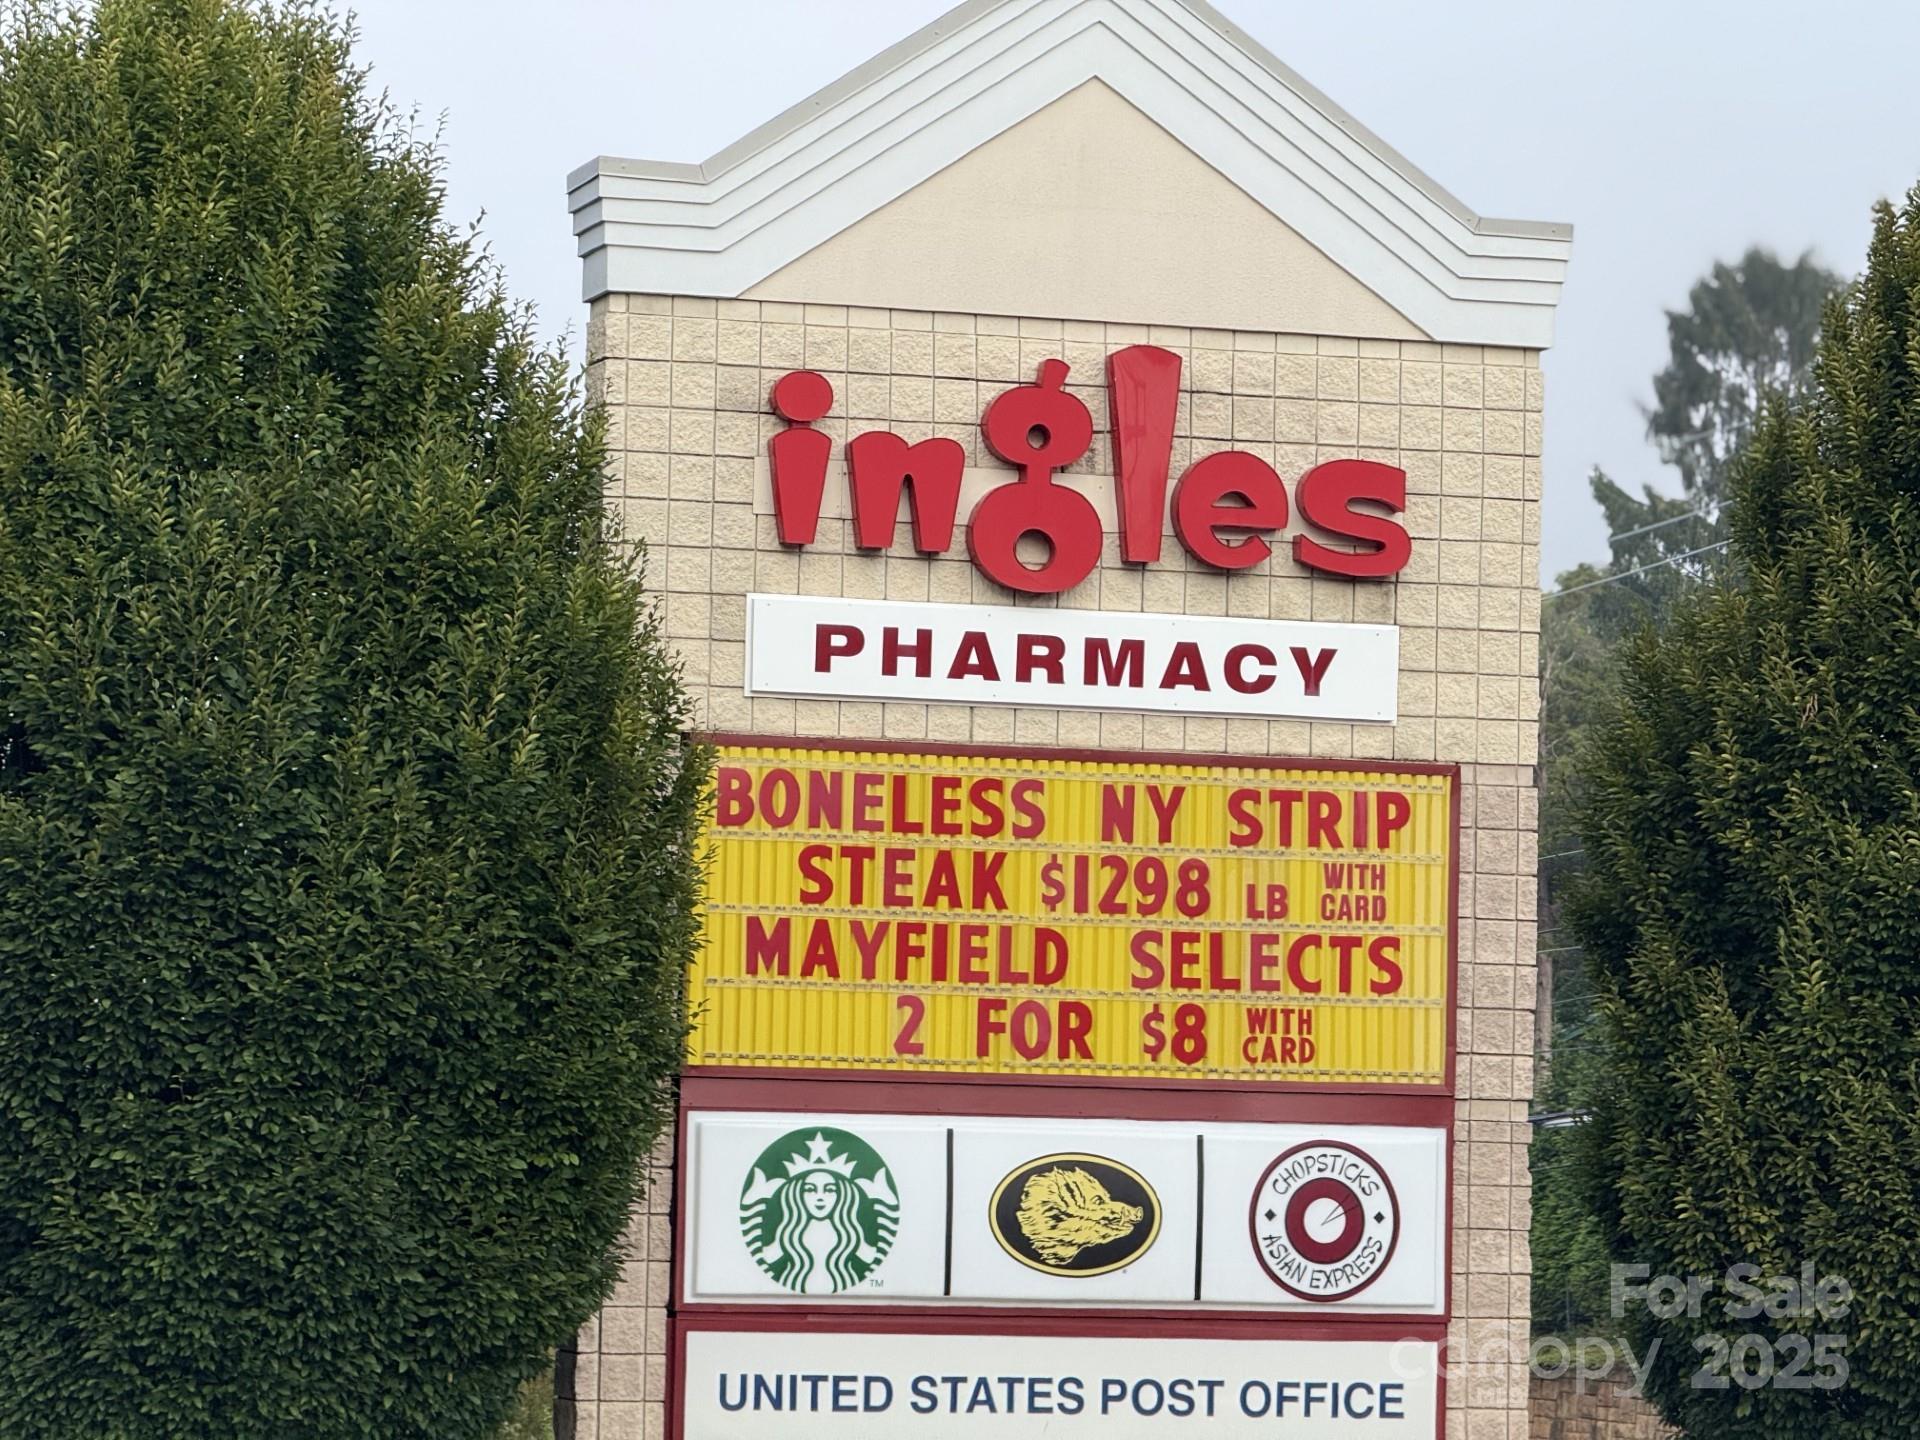 ingles
PHARMACY
BONELESS NY STRIP
STEAK $1298 LB WITH CARD
MAYFIELD SELECTS
2 FOR $8 WITH CARD
TM
CHOPSTICKS
ASIAN EXPRESS
UNITED STATES POST OFFICE
For Sale
canopy 2025